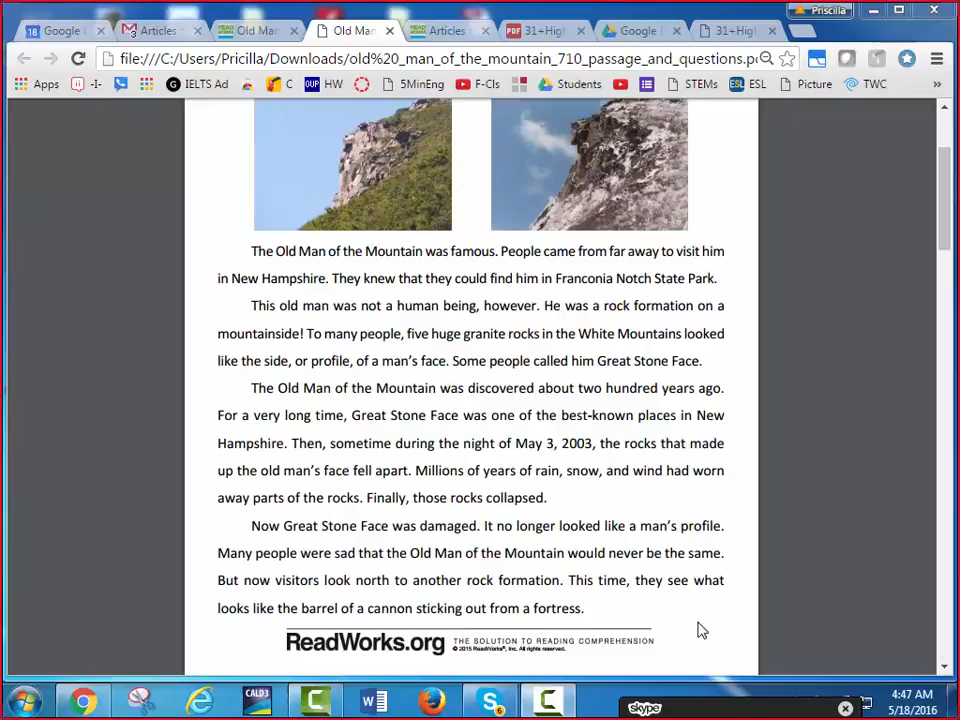 Priscilla
Google
Articles
Old Man
Old Man
Articles
31+High
Google
31+High
file:///C:/Users/Pricilla/Downloads/old%20_man_of_the_mountain_710_passage_and_questions.p
Apps -I- IELTS Ad C HW 5MinEng F-Cls Students STEMs ESL Picture TWC »
The Old Man of the Mountain was famous. People came from far away to visit him
in New Hampshire. They knew that they could find him in Franconia Notch State Park.
This old man was not a human being, however. He was a rock formation on a
mountainside! To many people, five huge granite rocks in the White Mountains looked
like the side, or profile, of a man’s face. Some people called him Great Stone Face.
The Old Man of the Mountain was discovered about two hundred years ago.
For a very long time, Great Stone Face was one of the best-known places in New
Hampshire. Then, sometime during the night of May 3, 2003, the rocks that made
up the old man’s face fell apart. Millions of years of rain, snow, and wind had worn
away parts of the rocks. Finally, those rocks collapsed.
Now Great Stone Face was damaged. It no longer looked like a man’s profile.
Many people were sad that the Old Man of the Mountain would never be the same.
But now visitors look north to another rock formation. This time, they see what
looks like the barrel of a cannon sticking out from a fortress.
ReadWorks.org THE SOLUTION TO READING COMPREHENSION
© 2015 ReadWorks®, Inc. All rights reserved.
CALD3
skype
4:47 AM
5/18/2016